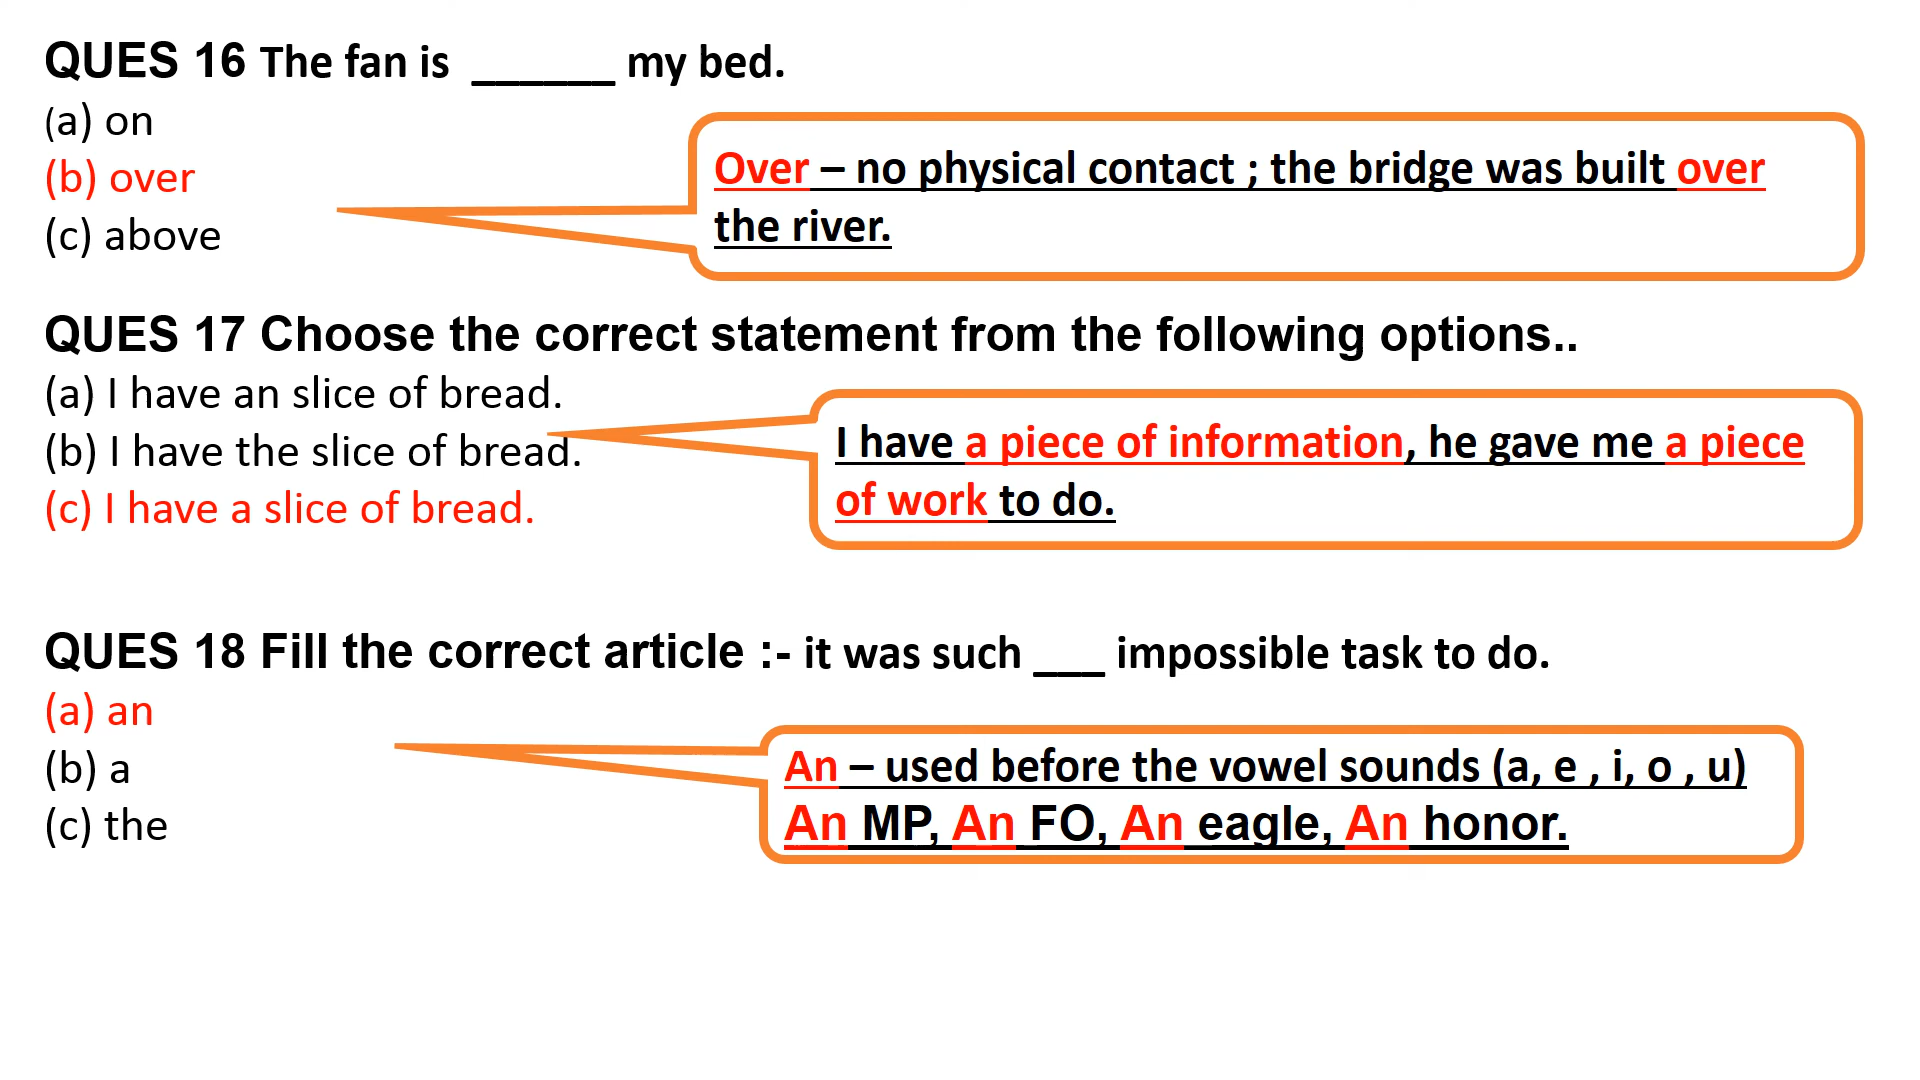 QUES 16 The fan is ______ my bed.
(a) on
(b) over
(c) above
Over – no physical contact ; the bridge was built over
the river.
QUES 17 Choose the correct statement from the following options..
(a) I have an slice of bread.
(b) I have the slice of bread.
(c) I have a slice of bread.
I have a piece of information, he gave me a piece
of work to do.
QUES 18 Fill the correct article :- it was such ___ impossible task to do.
(a) an
(b) a
(c) the
An – used before the vowel sounds (a, e , i, o , u)
An MP, An FO, An eagle, An honor.